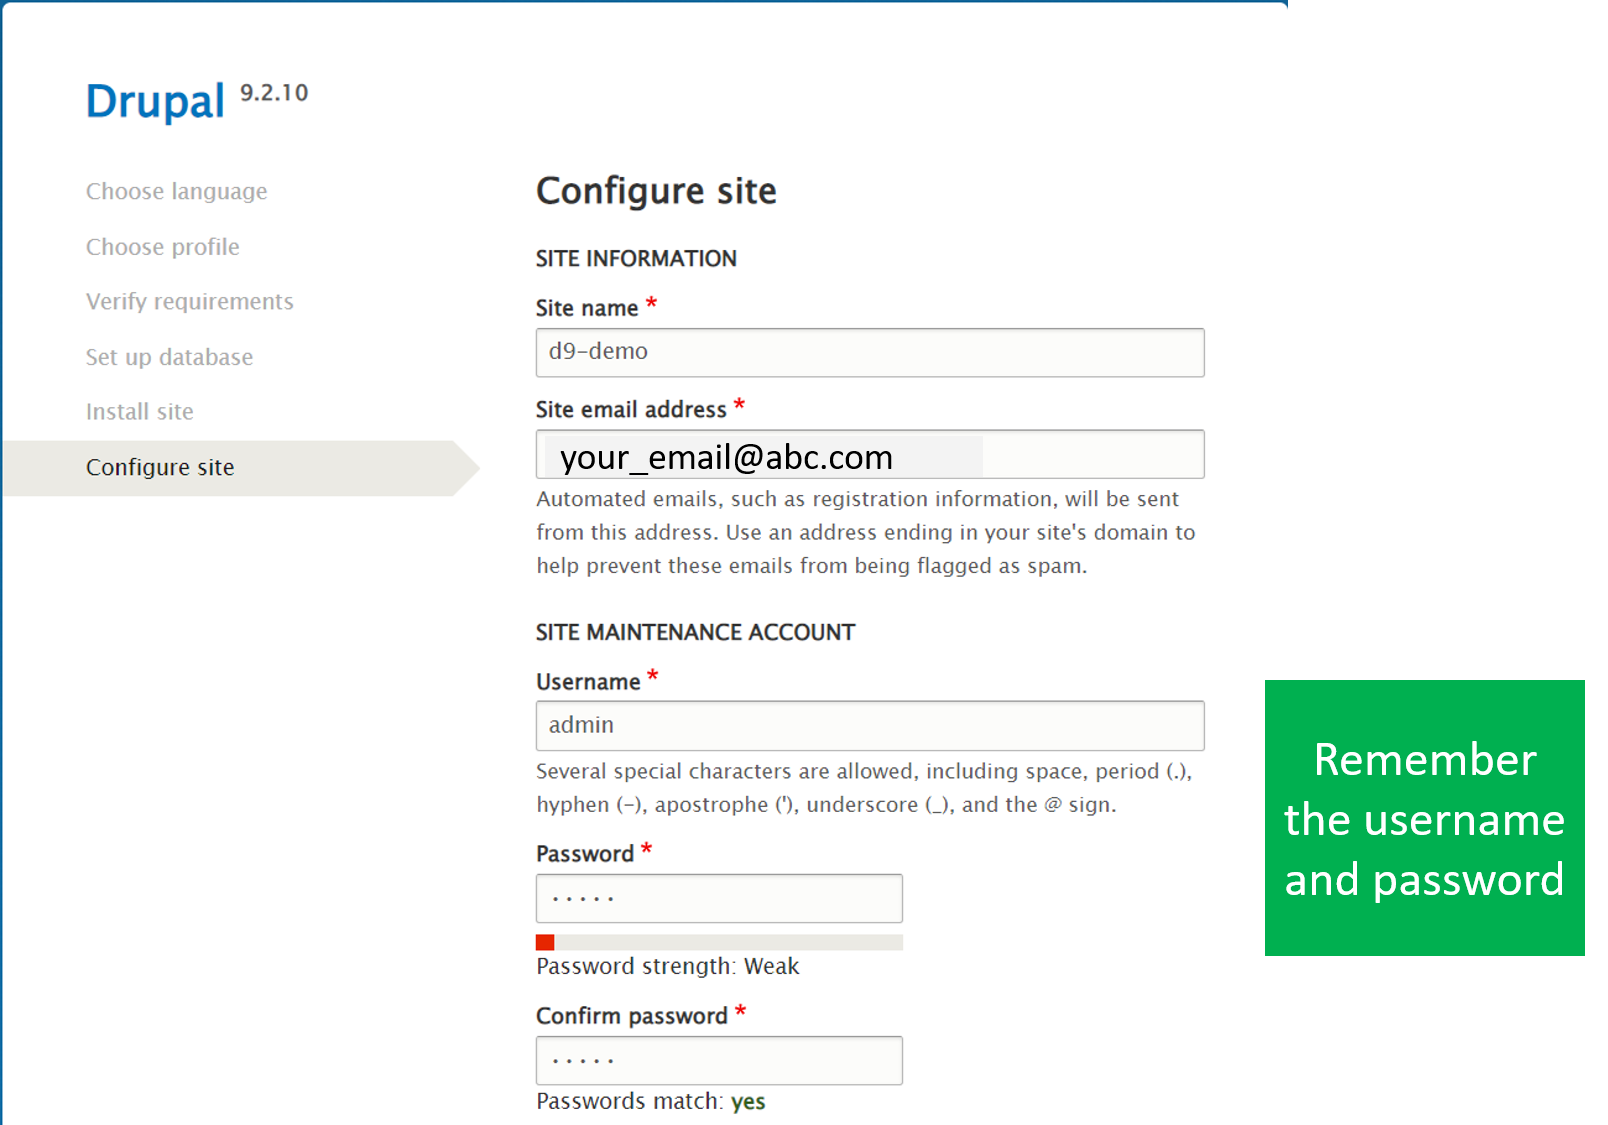 Drupal 9.2.10
Choose language
Choose profile
Verify requirements
Set up database
Install site
Configure site
Configure site
SITE INFORMATION
Site name *
d9-demo
Site email address *
your_email@abc.com
Automated emails, such as registration information, will be sent
from this address. Use an address ending in your site's domain to
help prevent these emails from being flagged as spam.
SITE MAINTENANCE ACCOUNT
Username *
admin
Several special characters are allowed, including space, period (.),
hyphen (-), apostrophe ('), underscore (_), and the @ sign.
Password *
·····
Password strength: Weak
Confirm password *
·····
Passwords match: yes
Remember
the username
and password